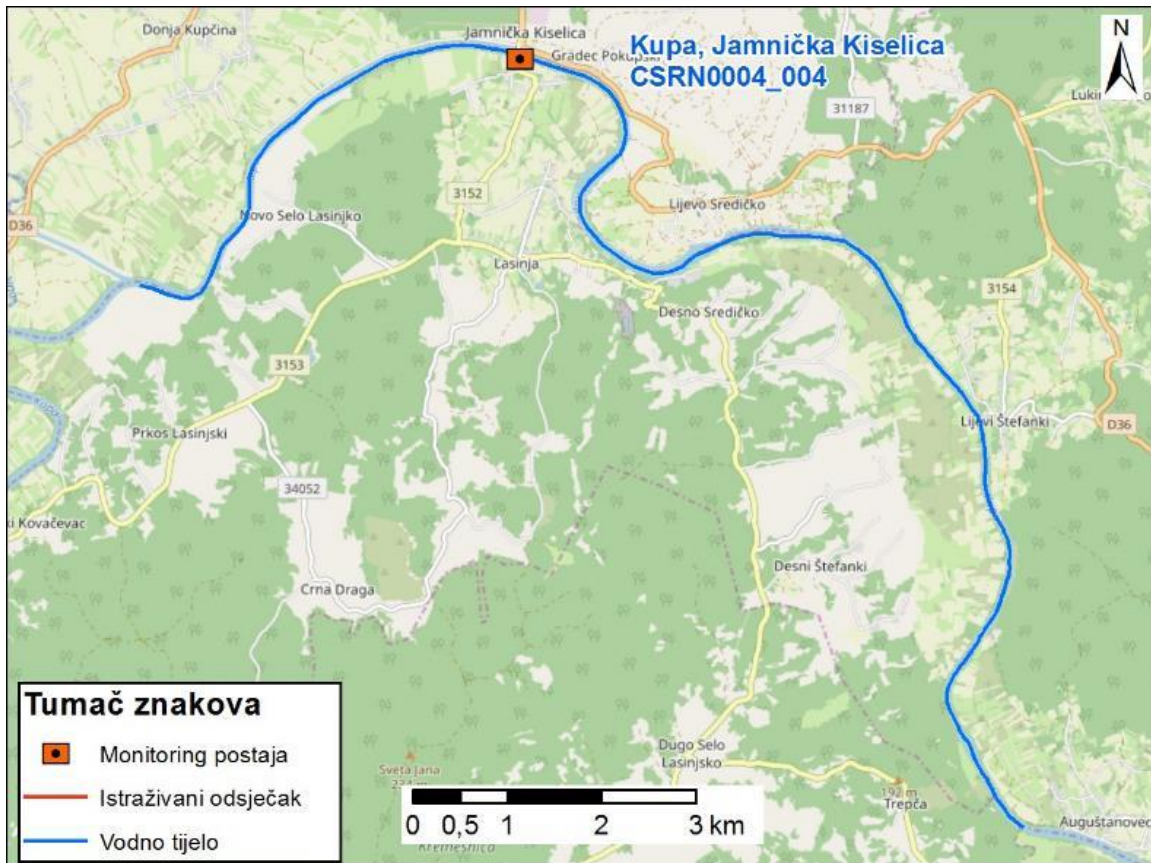 Donja Kupčina
Jamnička Kiselica
Gradec Pokupski
Kupa, Jamnička Kiselica
CSRN0004_004
N
31187
3152
Lijevo Središčko
Novo Selo Lasinjko
D36
Lasinja
3154
Desno Središčko
3153
Lijevi Štefanki
D36
Prkos Lasinjski
34052
Kovačevac
Desni Štefanki
Crna Draga
Tumač znakova
Monitoring postaja
Istraživani odsječak
Vodno tijelo
Dugo Selo
Lasinjsko
Sveta Jana
192 m
Trepča
Auguštanovec
0 0,5 1 2 3 km